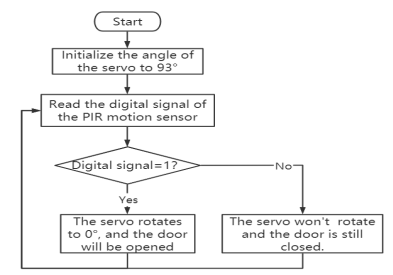 Start
Initialize the angle of
the servo to 93°
Read the digital signal of
the PIR motion sensor
Digital signal=1?
No
Yes
The servo rotates
to 0°, and the door
will be opened
The servo won't rotate
and the door is still
closed.